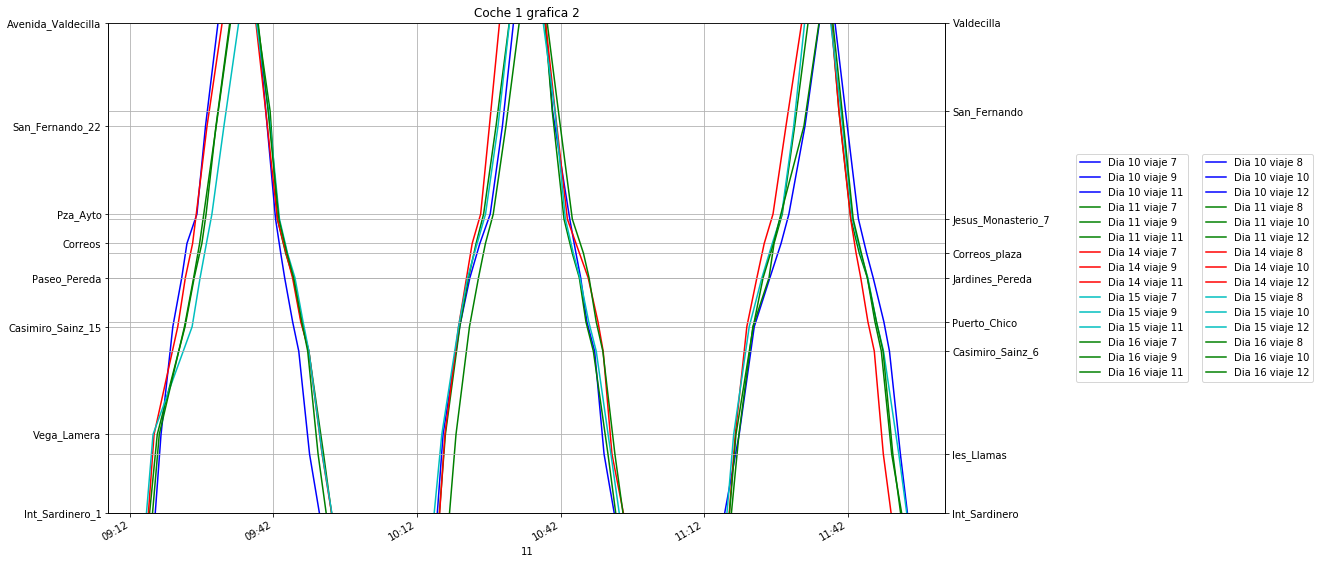 Coche 1 grafica 2
Avenida_Valdecilla
San_Fernando_22
Pza_Ayto
Correos
Paseo_Pereda
Casimiro_Sainz_15
Vega_Lamera
Int_Sardinero_1
Valdecilla
San_Fernando
Jesus_Monasterio_7
Correos_plaza
Jardines_Pereda
Puerto_Chico
Casimiro_Sainz_6
Ies_Llamas
Int_Sardinero
09:12
09:42
10:12
10:42
11:12
11:42
11
Dia 10 viaje 7
Dia 10 viaje 9
Dia 10 viaje 11
Dia 11 viaje 7
Dia 11 viaje 9
Dia 11 viaje 11
Dia 14 viaje 7
Dia 14 viaje 9
Dia 14 viaje 11
Dia 15 viaje 7
Dia 15 viaje 9
Dia 15 viaje 11
Dia 16 viaje 7
Dia 16 viaje 9
Dia 16 viaje 11
Dia 10 viaje 8
Dia 10 viaje 10
Dia 10 viaje 12
Dia 11 viaje 8
Dia 11 viaje 10
Dia 11 viaje 12
Dia 14 viaje 8
Dia 14 viaje 10
Dia 14 viaje 12
Dia 15 viaje 8
Dia 15 viaje 10
Dia 15 viaje 12
Dia 16 viaje 8
Dia 16 viaje 10
Dia 16 viaje 12